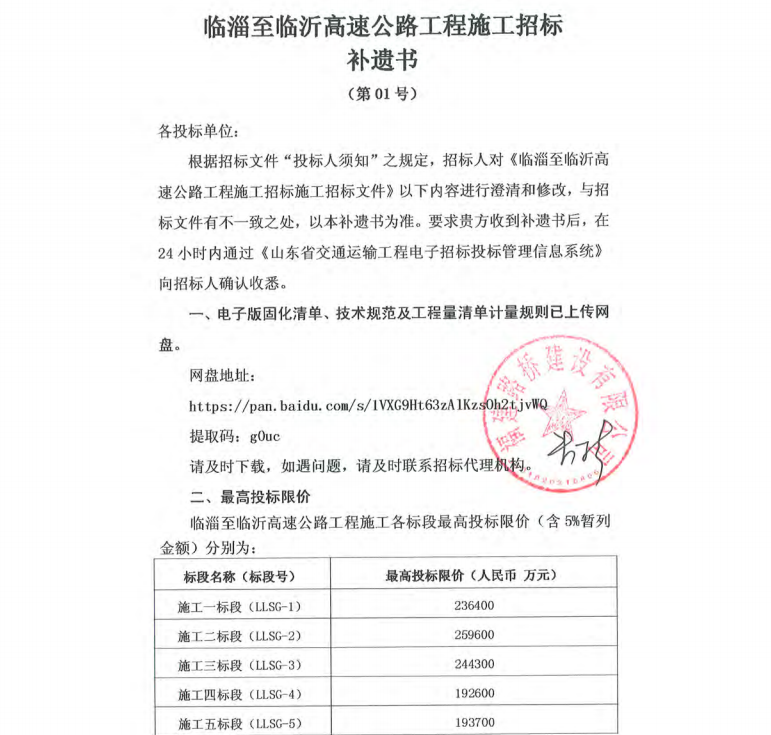 临淄至临沂高速公路工程施工招标
补遗书
（第 01 号）
各投标单位：
根据招标文件“投标人须知”之规定，招标人对《临淄至临沂高
速公路工程施工招标施工招标文件》以下内容进行澄清和修改，与招
标文件有不一致之处，以本补遗书为准。要求贵方收到补遗书后，在
24 小时内通过《山东省交通运输工程电子招标投标管理信息系统》
向招标人确认收悉。
一、电子版固化清单、技术规范及工程量清单计量规则已上传网
盘。
网盘地址：
https://pan.baidu.com/s/1VXG9Ht63zAlKzsOh2tjvWQ
提取码：g0uc
请及时下载，如遇问题，请及时联系招标代理机构。
二、最高投标限价
临淄至临沂高速公路工程施工各标段最高投标限价（含 5%暂列
金额）分别为：
标段名称（标段号） 最高投标限价（人民币 万元）
施工一标段（LLSG-1） 236400
施工二标段（LLSG-2） 259600
施工三标段（LLSG-3） 244300
施工四标段（LLSG-4） 192600
施工五标段（LLSG-5） 193700
建路桥建设有限公司